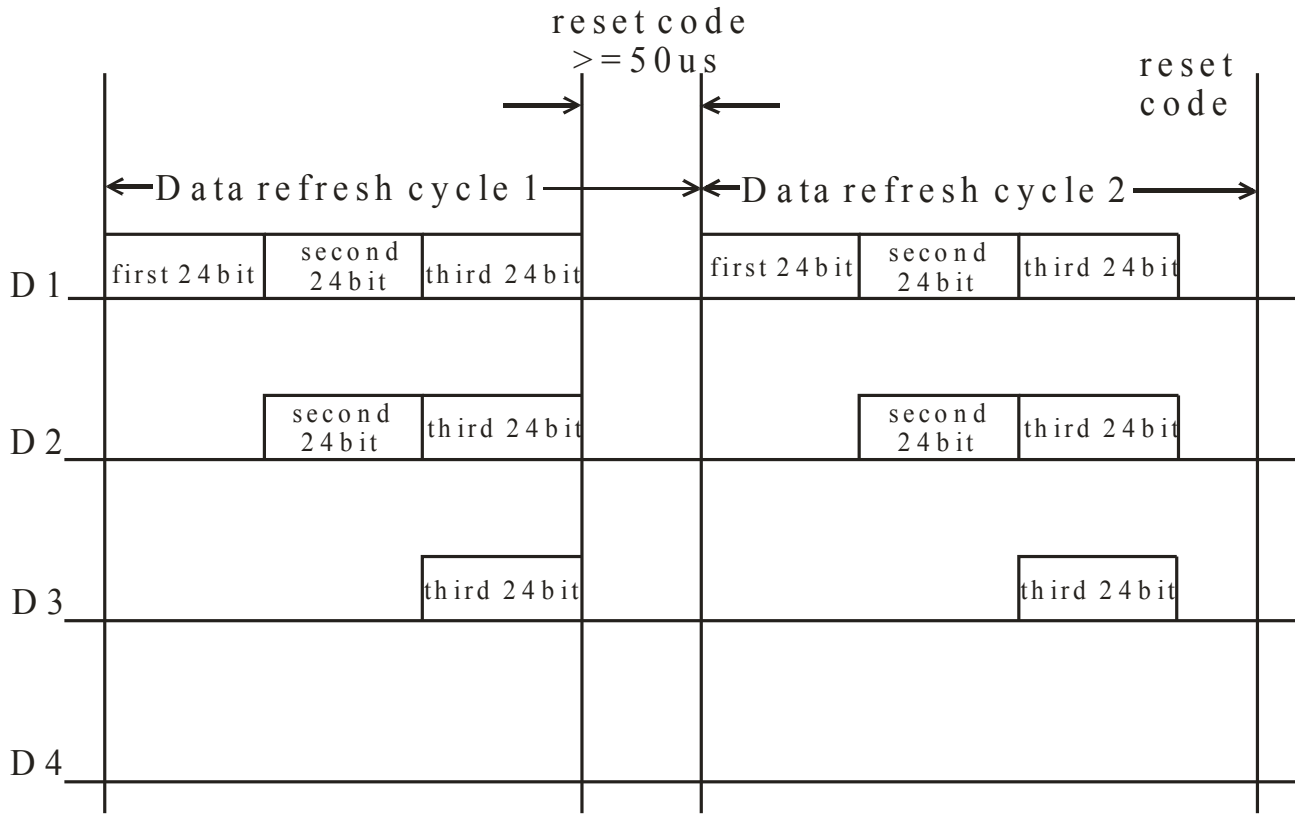 reset code
>=50us
reset
code
Data refresh cycle 1
Data refresh cycle 2
D1
first 24bit
second
24bit
third 24bit
first 24bit
second
24bit
third 24bit
D2
second
24bit
third 24bit
second
24bit
third 24bit
D3
third 24bit
third 24bit
D4